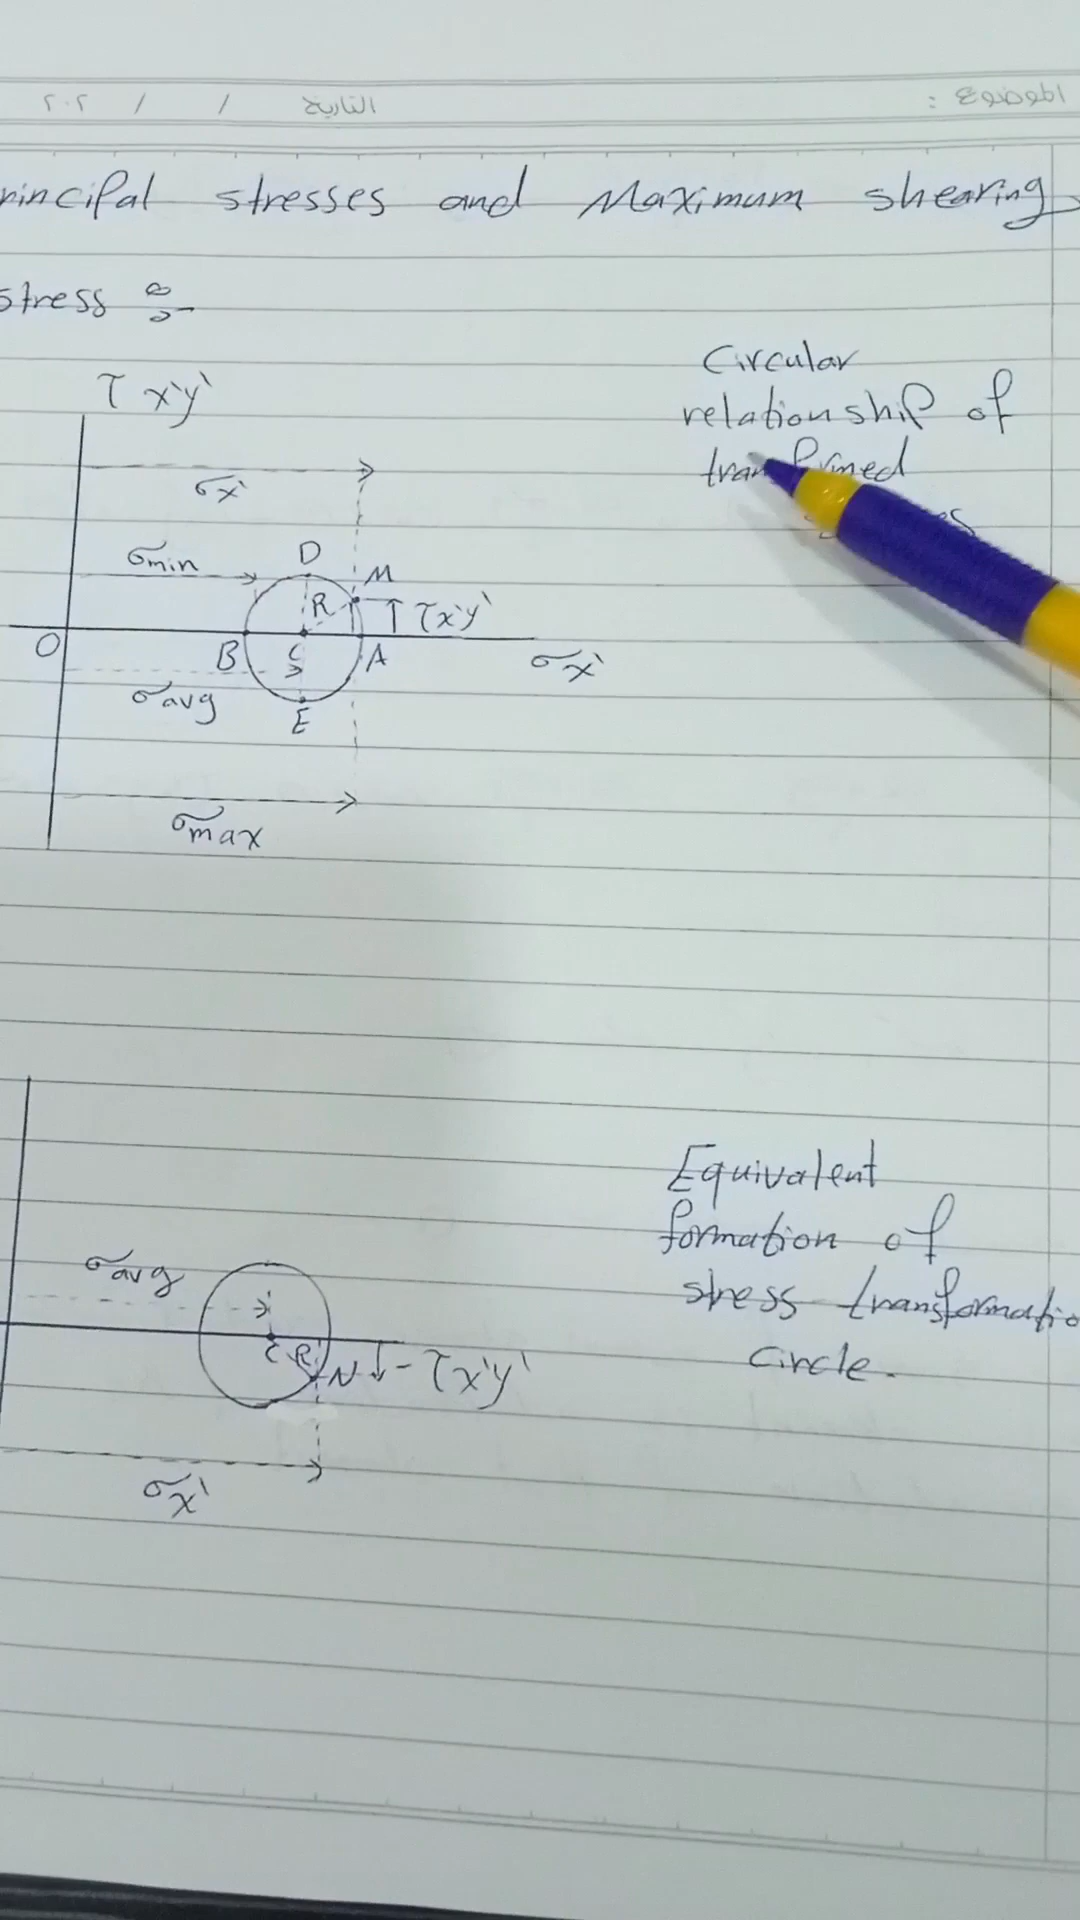 الموضوع :
التاريخ / / ٢٠٢
rincipal stresses and Maximum shearing
stress :-
τ x'y'
σx'
σmin
D
M
R
τx'y'
O
B
C
A
σx'
σavg
E
σmax
Circular
relationship of
σavg
C
R
N
- τx'y'
σx'
Equivalent
formation of
stress transformatio
circle.